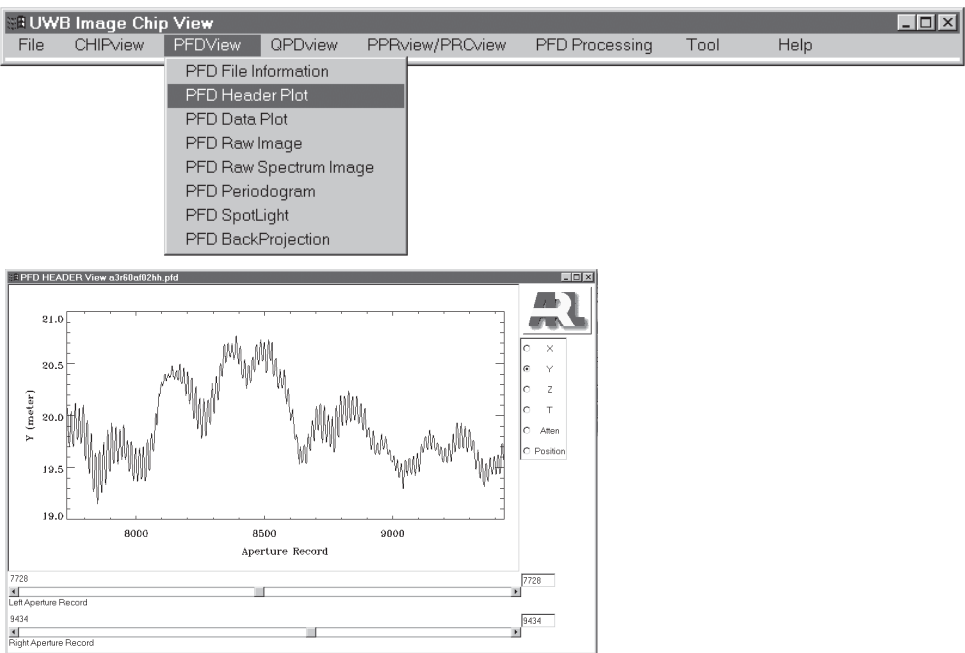 UWB Image Chip View
File CHIPview PFDView QPDview PPRview/PRCview PFD Processing Tool Help
PFD File Information
PFD Header Plot
PFD Data Plot
PFD Raw Image
PFD Raw Spectrum Image
PFD Periodogram
PFD SpotLight
PFD BackProjection
PFD HEADER View a3r60af02hh.pfd
ARL
X
Y
Z
T
Atten
Position
21.0
20.5
20.0
19.5
19.0
Y (meter)
8000 8500 9000
Aperture Record
7728 7728
Left Aperture Record
9434 9434
Right Aperture Record